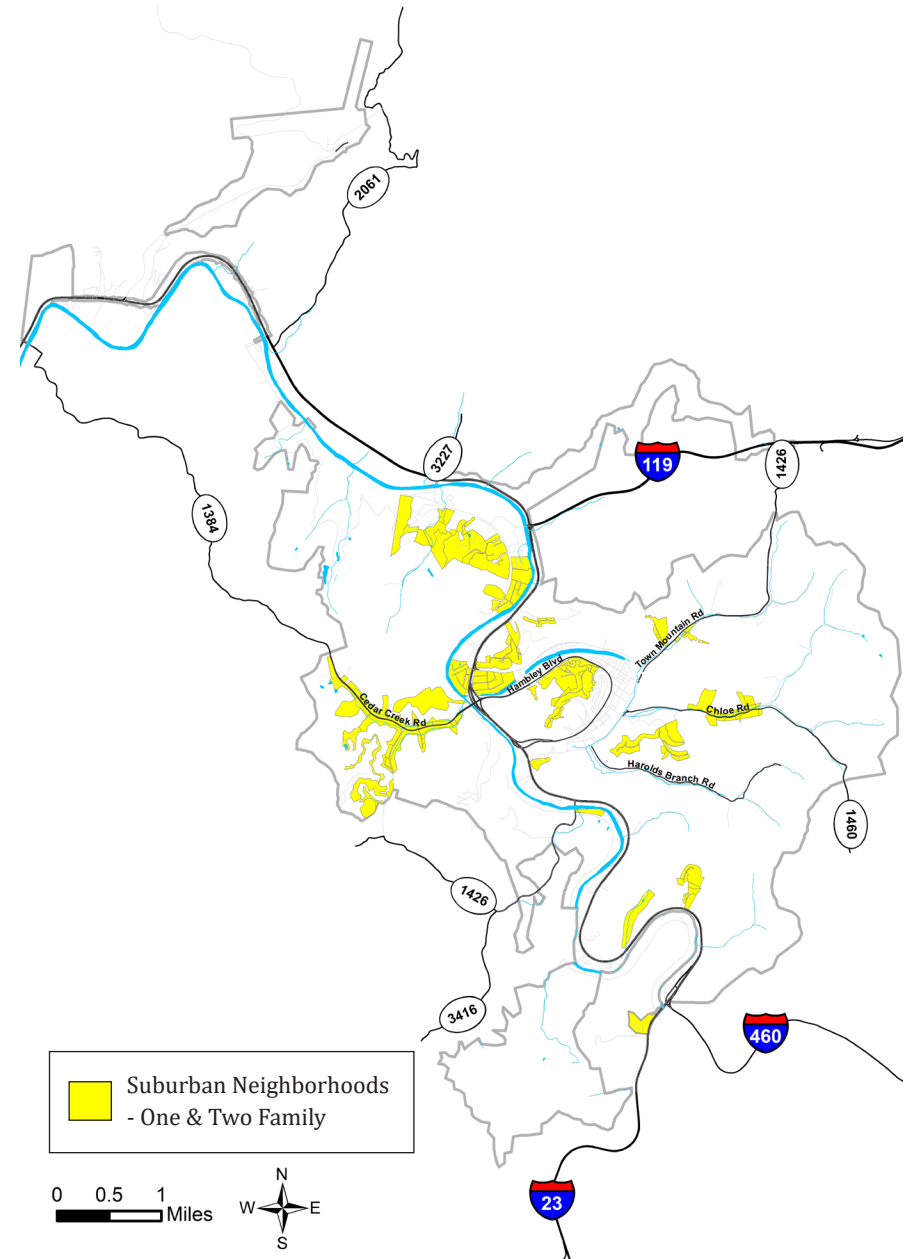 2061
3227
119
1426
1384
Town Mountain Rd
Hambley Blvd
Cedar Creek Rd
Chloe Rd
Harolds Branch Rd
1460
1426
3416
460
23
Suburban Neighborhoods
- One & Two Family
0 0.5 1
Miles
N
W E
S